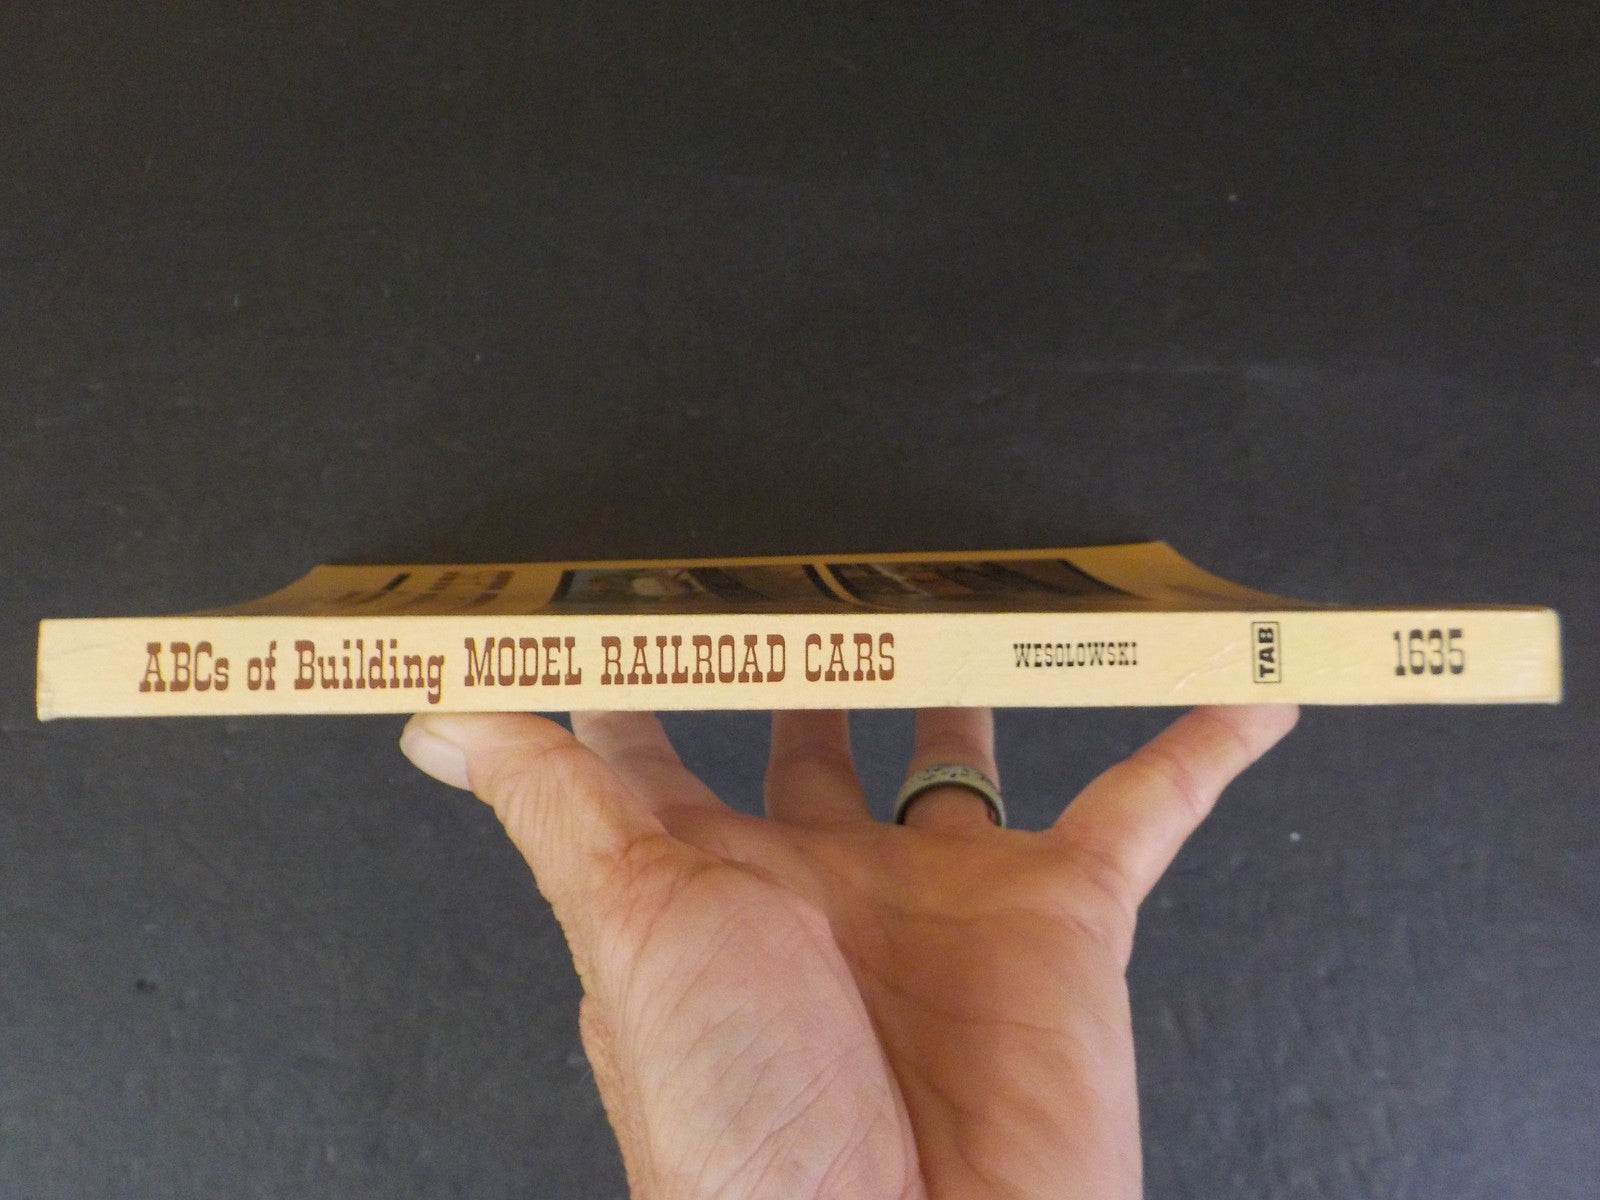 ABCs of Building MODEL RAILROAD CARS WESOLOWSKI TAB 1635